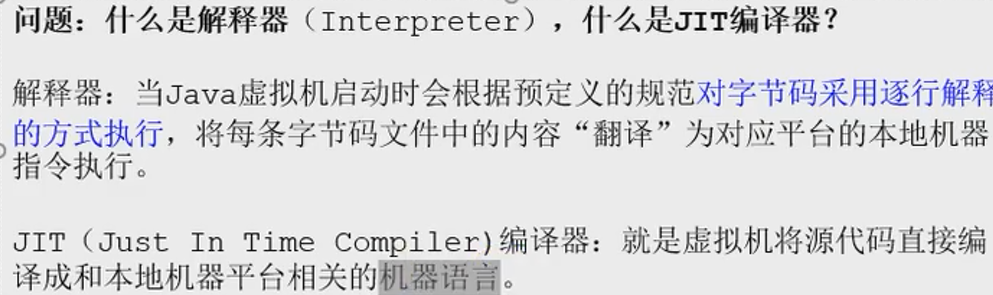 问题：什么是解释器（Interpreter），什么是JIT编译器？
解释器：当Java虚拟机启动时会根据预定义的规范对字节码采用逐行解释
的方式执行，将每条字节码文件中的内容“翻译”为对应平台的本地机器
指令执行。
JIT（Just In Time Compiler)编译器：就是虚拟机将源代码直接编
译成和本地机器平台相关的机器语言。